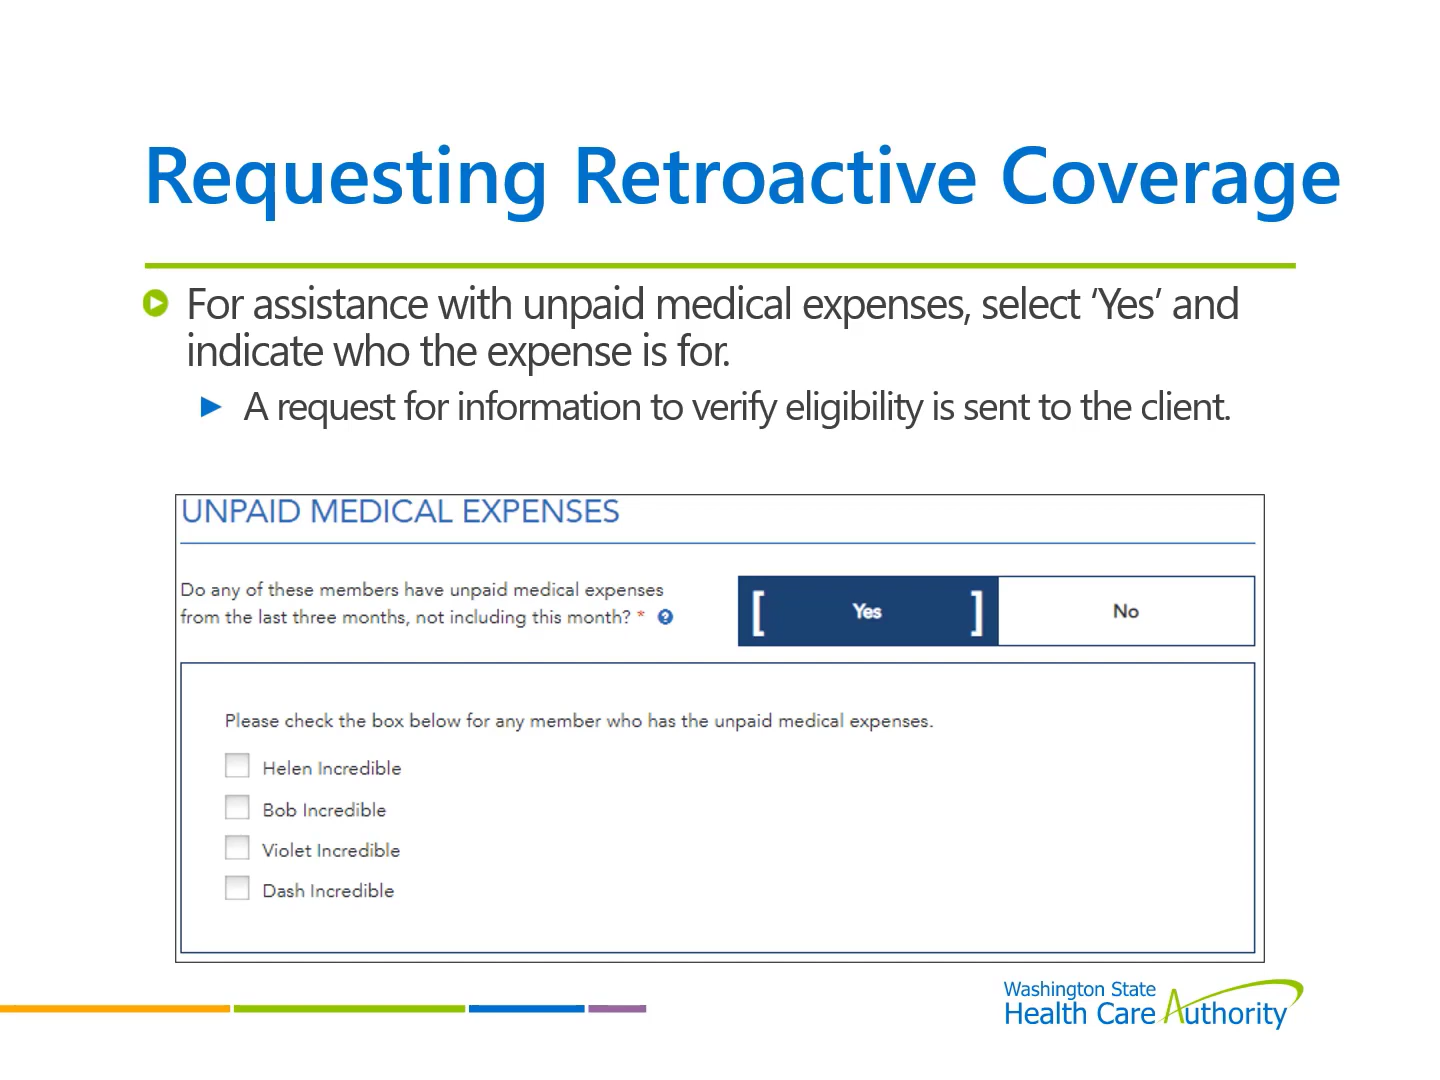 Requesting Retroactive Coverage
For assistance with unpaid medical expenses, select ‘Yes’ and
indicate who the expense is for.
A request for information to verify eligibility is sent to the client.
UNPAID MEDICAL EXPENSES
Do any of these members have unpaid medical expenses
from the last three months, not including this month? * ?
[ Yes ]
No
Please check the box below for any member who has the unpaid medical expenses.
Helen Incredible
Bob Incredible
Violet Incredible
Dash Incredible
Washington State
Health Care Authority